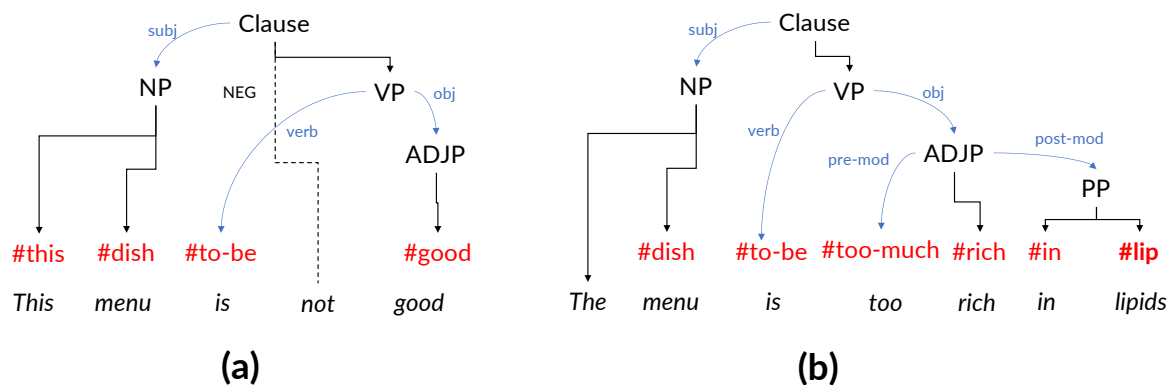 Clause
subj
NP
NEG
VP
obj
verb
ADJP
#this #dish #to-be #good
This menu is not good
(a)
Clause
subj
NP
VP
obj
verb
pre-mod
ADJP
post-mod
PP
#dish #to-be #too-much #rich #in #lip
The menu is too rich in lipids
(b)